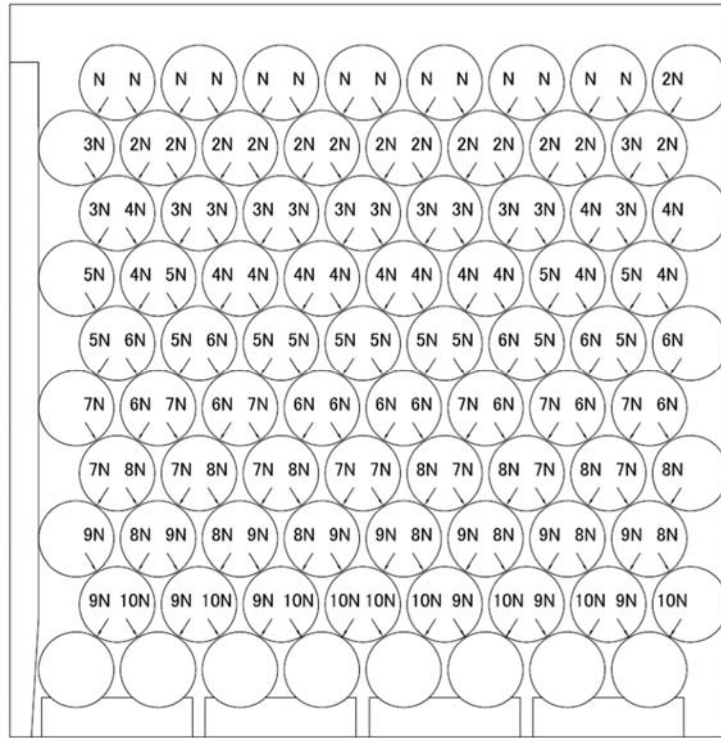 N N N N N N N N N N N N N N 2N
3N 2N 2N 2N 2N 2N 2N 2N 2N 2N 2N 2N 2N 3N 2N
3N 4N 3N 3N 3N 3N 3N 3N 3N 3N 3N 3N 4N 3N 4N
5N 4N 5N 4N 4N 4N 4N 4N 4N 4N 4N 5N 4N 5N 4N
5N 6N 5N 6N 5N 5N 5N 5N 5N 5N 6N 5N 6N 5N 6N
7N 6N 7N 6N 7N 6N 6N 6N 6N 7N 6N 7N 6N 7N 6N
7N 8N 7N 8N 7N 8N 7N 7N 8N 7N 8N 7N 8N 7N 8N
9N 8N 9N 8N 9N 8N 9N 9N 8N 9N 8N 9N 8N 9N 8N
9N 10N 9N 10N 9N 10N 10N 10N 10N 9N 10N 9N 10N 9N 10N